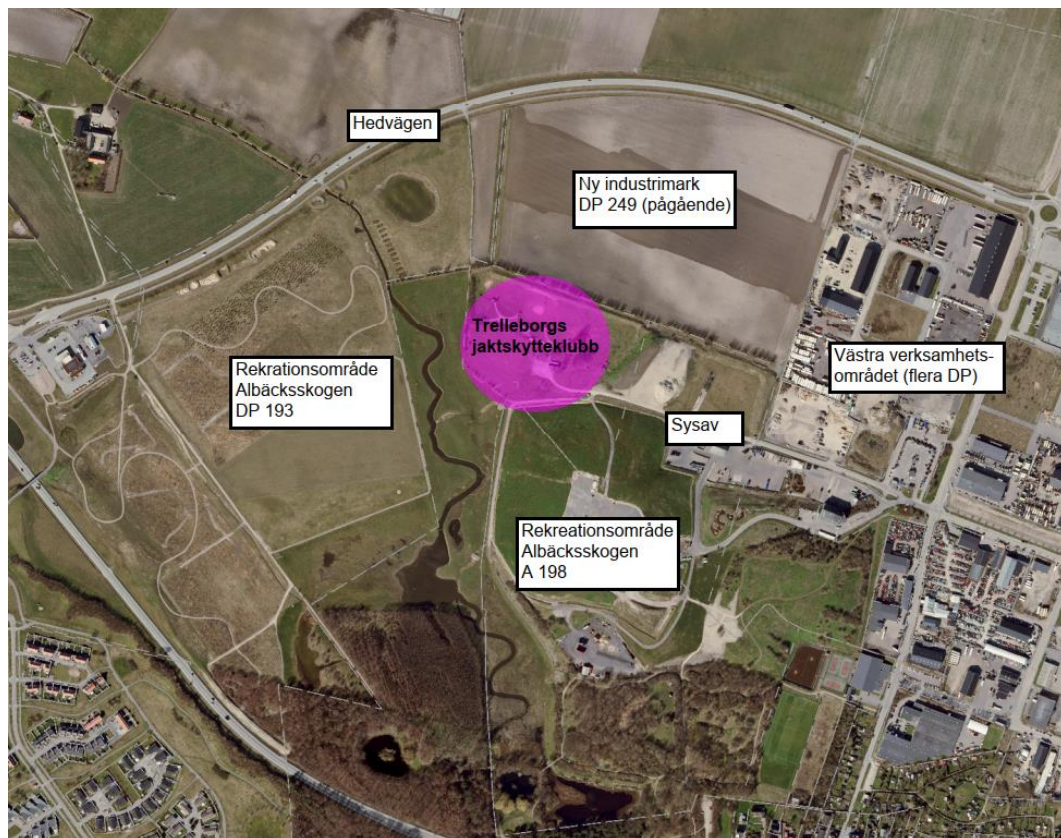 Hedvägen
Ny industrimark
DP 249 (pågående)
Trelleborgs
jaktskytteklubb
Västra verksamhets-
området (flera DP)
Rekrationsområde
Albäcksskogen
DP 193
Sysav
Rekreationsområde
Albäcksskogen
A 198